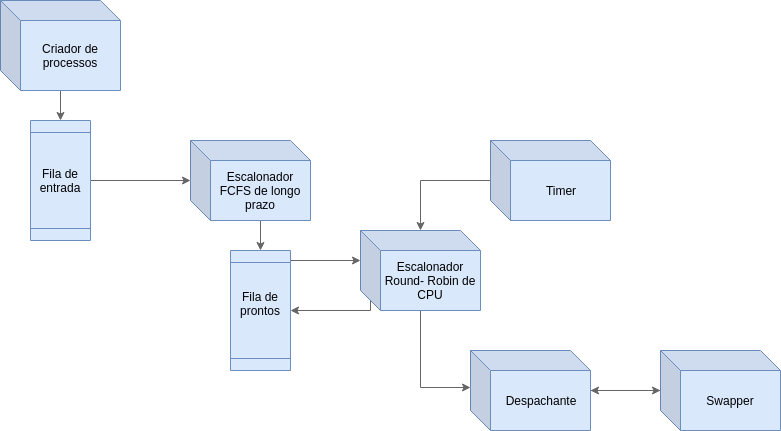 Criador de
processos
Fila de
entrada
Escalonador
FCFS de longo
prazo
Timer
Fila de
prontos
Escalonador
Round- Robin de
CPU
Despachante
Swapper